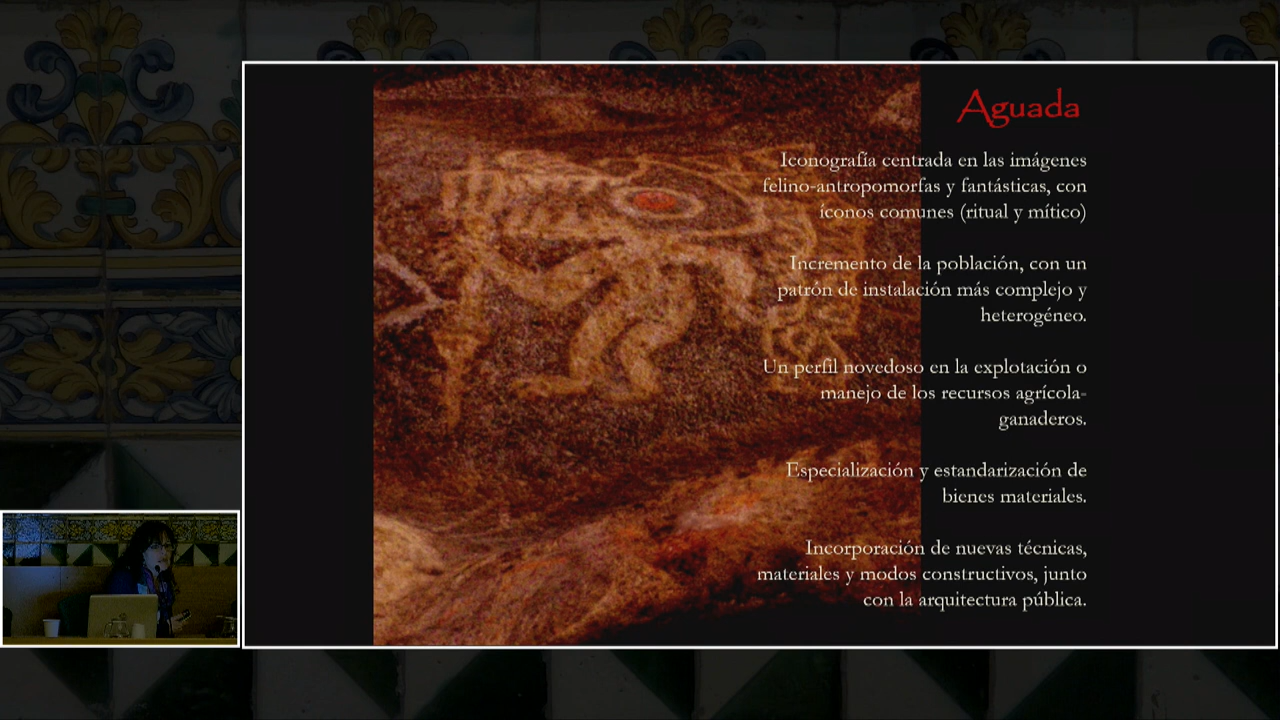 Aguada
Iconografía centrada en las imágenes
felino-antropomorfas y fantásticas, con
íconos comunes (ritual y mítico)
Incremento de la población, con un
patrón de instalación más complejo y
heterogéneo.
Un perfil novedoso en la explotación o
manejo de los recursos agrícola-
ganaderos.
Especialización y estandarización de
bienes materiales.
Incorporación de nuevas técnicas,
materiales y modos constructivos, junto
con la arquitectura pública.